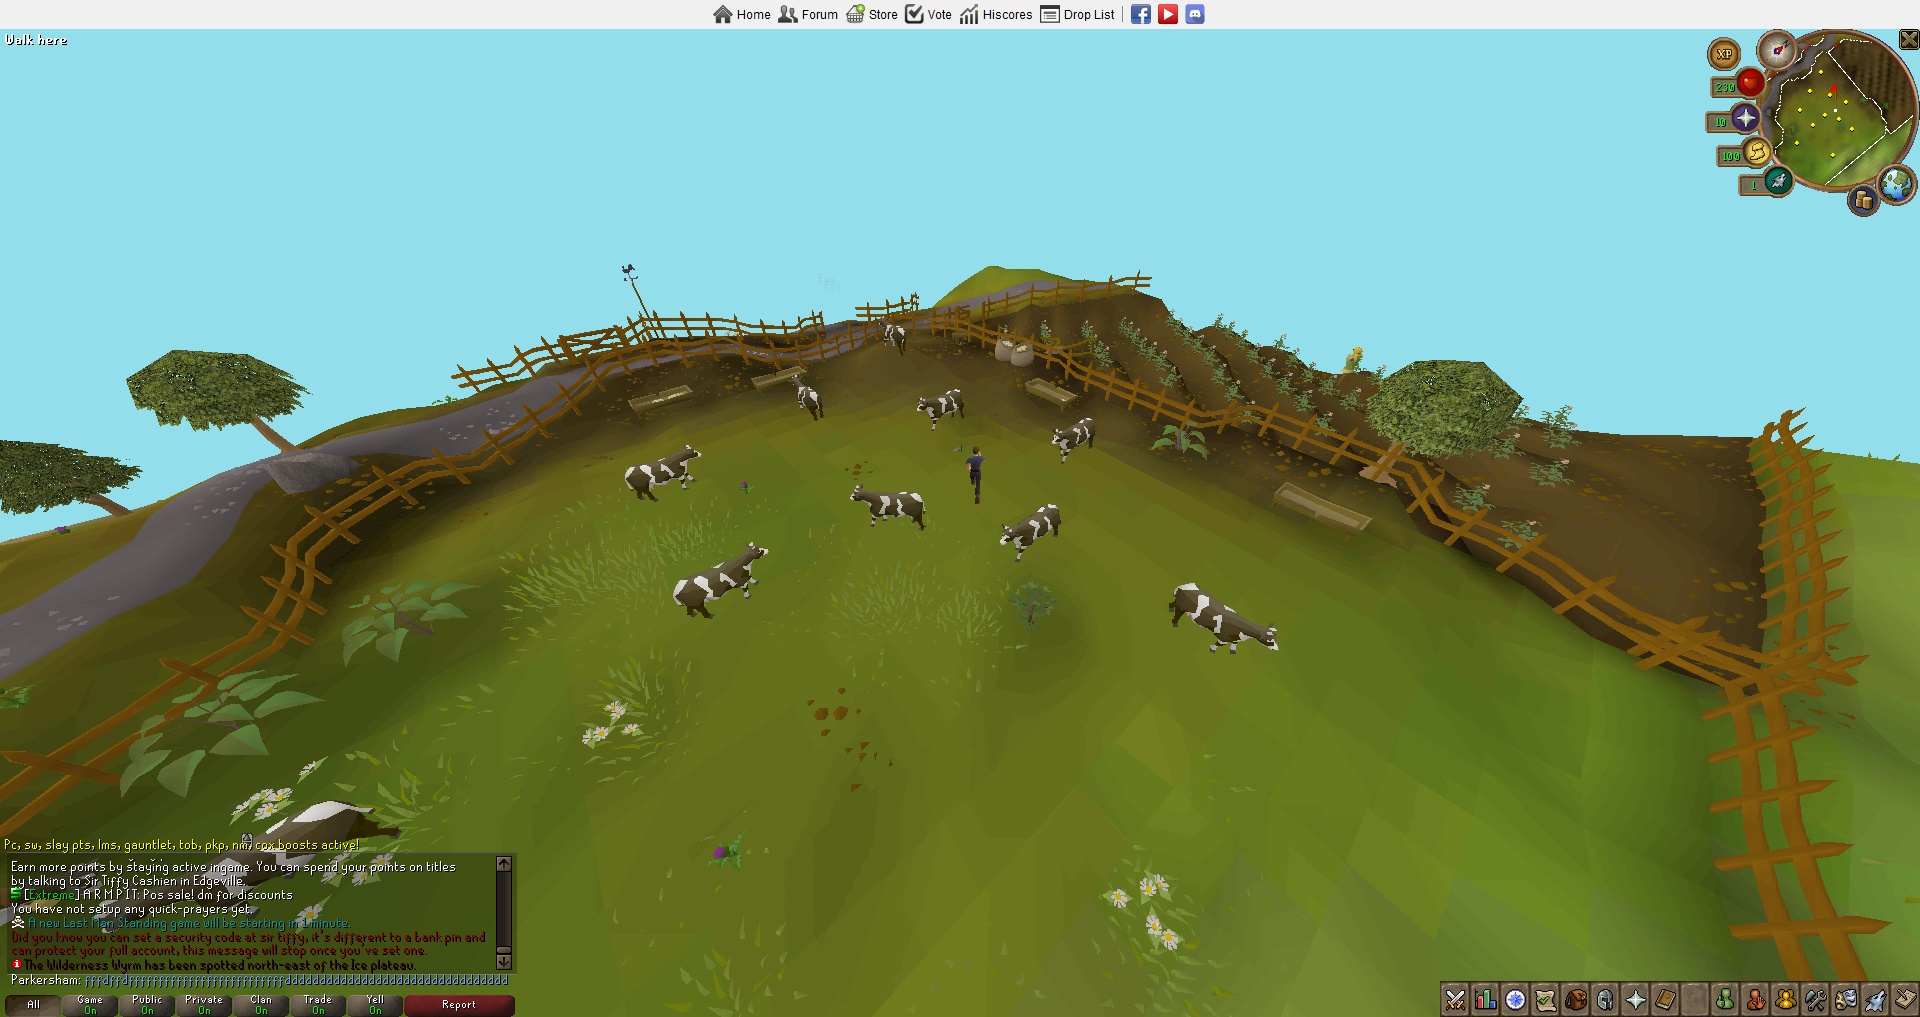 Home Forum Store Vote Hiscores Drop List
Walk here
XP
230
10
100
1
Pc, sw, slay pts, lms, gauntlet, tob, pkp, nm, cox boosts active!
Earn more points by staying active ingame. You can spend your points on titles
by talking to Sir Tiffy Cashien in Edgeville.
[Extreme] A R M P I T: Pos sale! dm for discounts
You have not setup any quick-prayers yet.
A new Last Man Standing game will be starting in 1 minute.
Did you know you can set a security code at sir tiffy, it's different to a bank pin and
can protect your full account, this message will stop once you've set one.
The Wilderness Wyrm has been spotted north-east of the Ice plateau.
Parkersham:
All Game Public Private Clan Trade Yell Report
On On On On On On